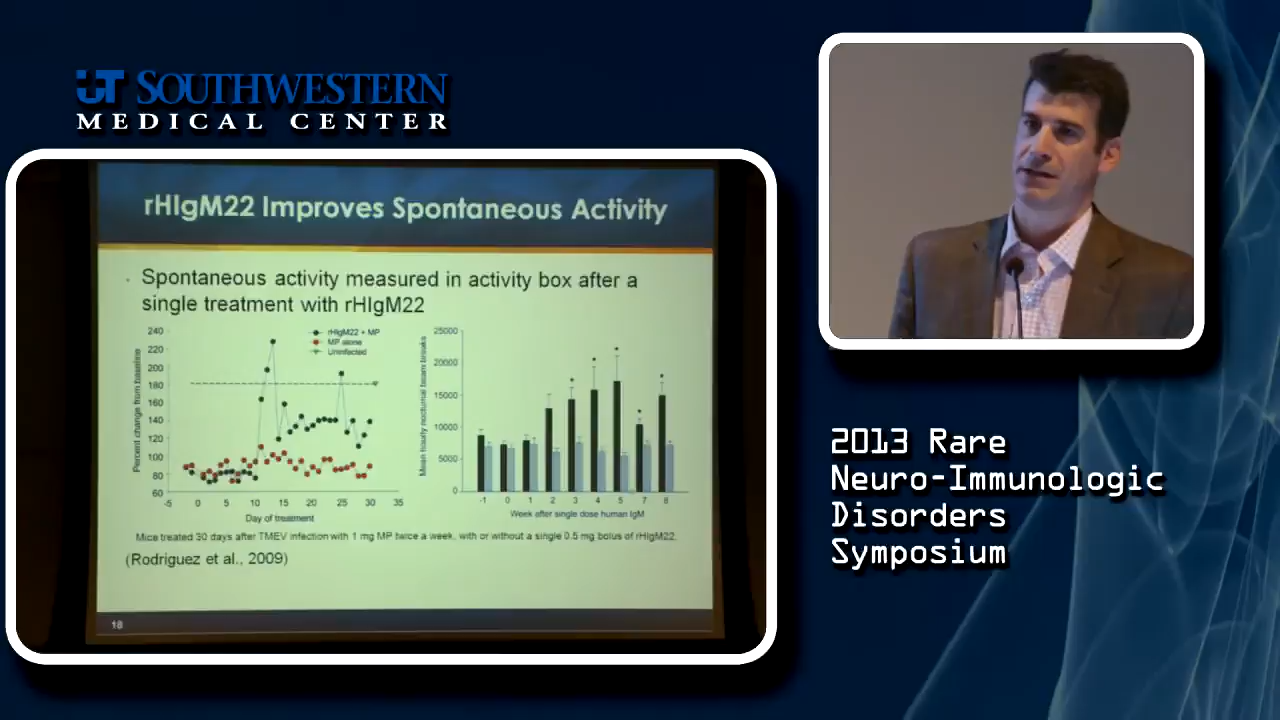 UT SOUTHWESTERN
MEDICAL CENTER
rHIgM22 Improves Spontaneous Activity
· Spontaneous activity measured in activity box after a
single treatment with rHIgM22
240
220
200
180
160
140
120
100
80
60
Percent change from baseline
rHIgM22 + MP
MP alone
Uninfected
-5 0 5 10 15 20 25 30 35
Day of treatment
25000
20000
15000
10000
5000
0
Mean hourly nocturnal beam breaks
* * * * *
-1 0 1 2 3 4 5 7 8
Week after single dose human IgM
Mice treated 30 days after TMEV infection with 1 mg MP twice a week, with or without a single 0.5 mg bolus of rHIgM22.
(Rodriguez et al., 2009)
18
2013 Rare
Neuro-Immunologic
Disorders
Symposium